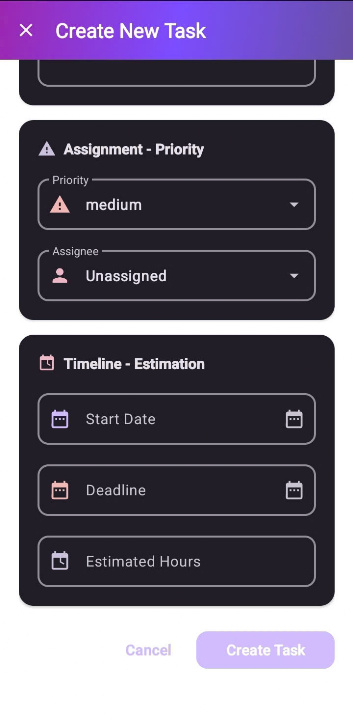 Create New Task
Assignment - Priority
Priority
medium
Assignee
Unassigned
Timeline - Estimation
Start Date
Deadline
Estimated Hours
Cancel
Create Task